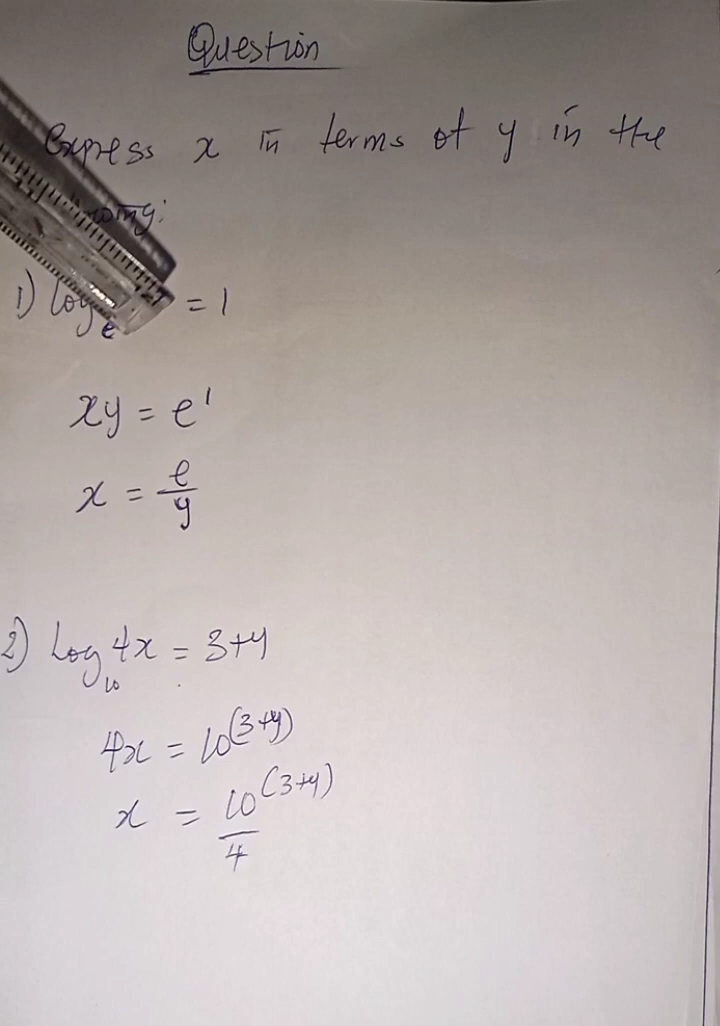 Question
Express x in terms of y in the
1) log e = 1
xy = e¹
x = e/y
2) Log₁₀ 4x = 3+y
4x = 10^(3+y)
x = 10^(3+y)/4